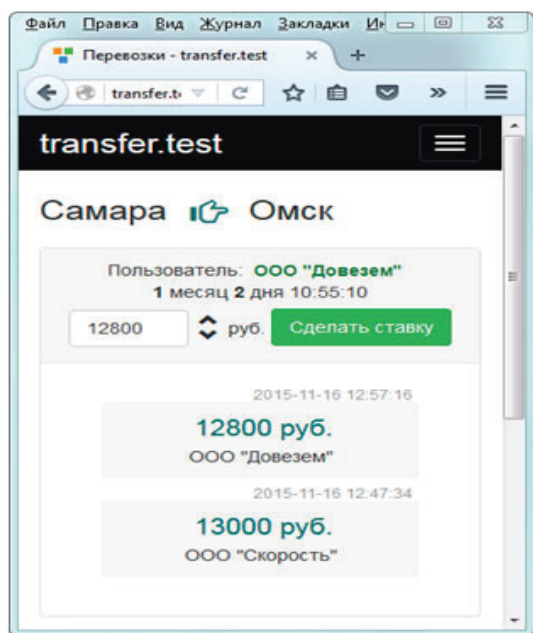 Файл Правка Вид Журнал Закладки
Перевозки - transfer.test
transfer.t
transfer.test
Самара Омск
Пользователь: ООО "Довезем"
1 месяц 2 дня 10:55:10
12800 руб. Сделать ставку
2015-11-16 12:57:16
12800 руб.
ООО "Довезем"
2015-11-16 12:47:34
13000 руб.
ООО "Скорость"